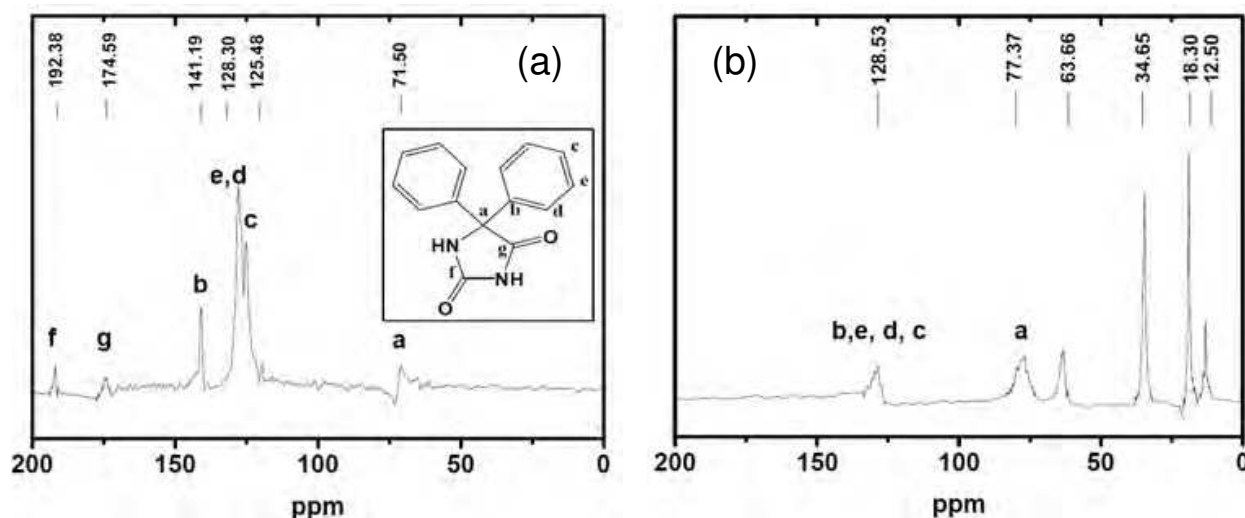 192.38
174.59
141.19
128.30
125.48
71.50
(a)
e,d
c
b
f
g
a
c
e
d
b
a
g
f
HN
NH
O
O
200
150
100
50
0
ppm
(b)
128.53
77.37
63.66
34.65
18.30
12.50
b,e, d, c
a
200
150
100
50
0
ppm